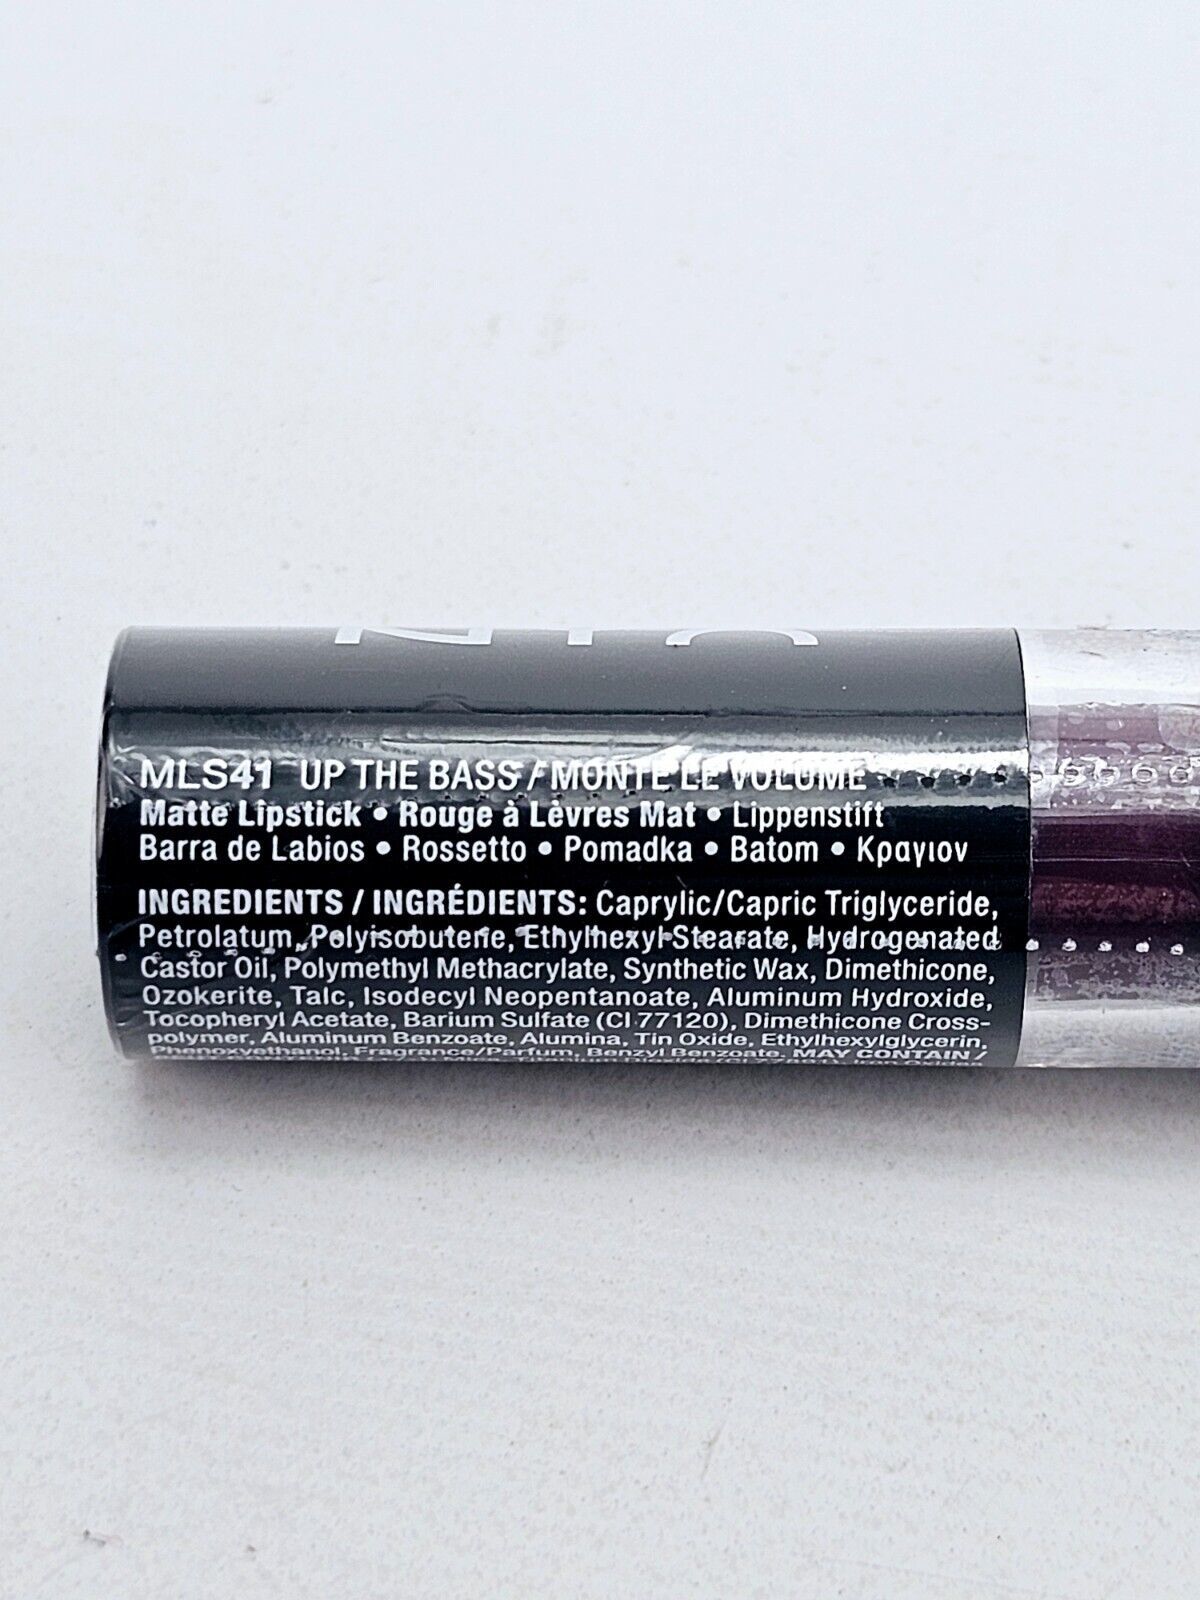 MLS41 UP THE BASS / MONTE LE VOLUME
Matte Lipstick • Rouge à Lèvres Mat • Lippenstift
Barra de Labios • Rossetto • Pomadka • Batom • Κραγιον
INGREDIENTS / INGRÉDIENTS: Caprylic/Capric Triglyceride,
Petrolatum, Polyisobutene, Ethylhexyl Stearate, Hydrogenated
Castor Oil, Polymethyl Methacrylate, Synthetic Wax, Dimethicone,
Ozokerite, Talc, Isodecyl Neopentanoate, Aluminum Hydroxide,
Tocopheryl Acetate, Barium Sulfate (CI 77120), Dimethicone Cross-
polymer, Aluminum Benzoate, Alumina, Tin Oxide, Ethylhexylglycerin,
Phenoxyethanol, Fragrance/Parfum, Benzyl Benzoate. MAY CONTAIN /